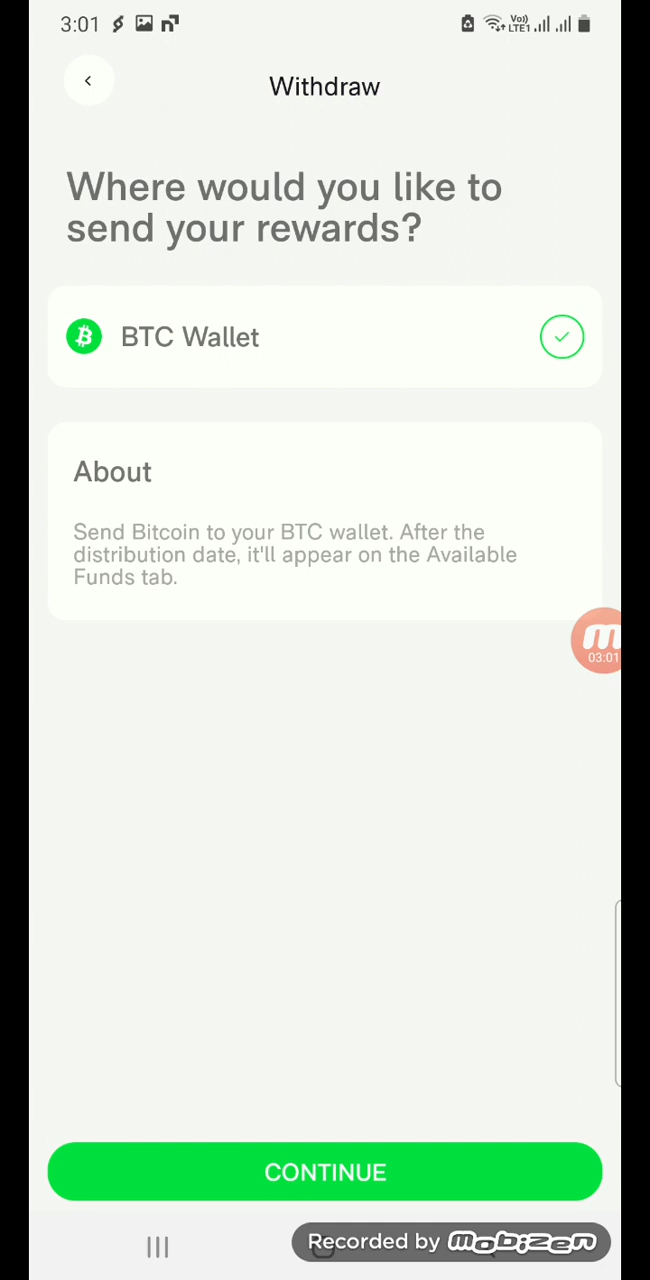 3:01
Vo))
LTE1
Withdraw
Where would you like to
send your rewards?
BTC Wallet
About
Send Bitcoin to your BTC wallet. After the
distribution date, it'll appear on the Available
Funds tab.
03:01
CONTINUE
Recorded by mobizen